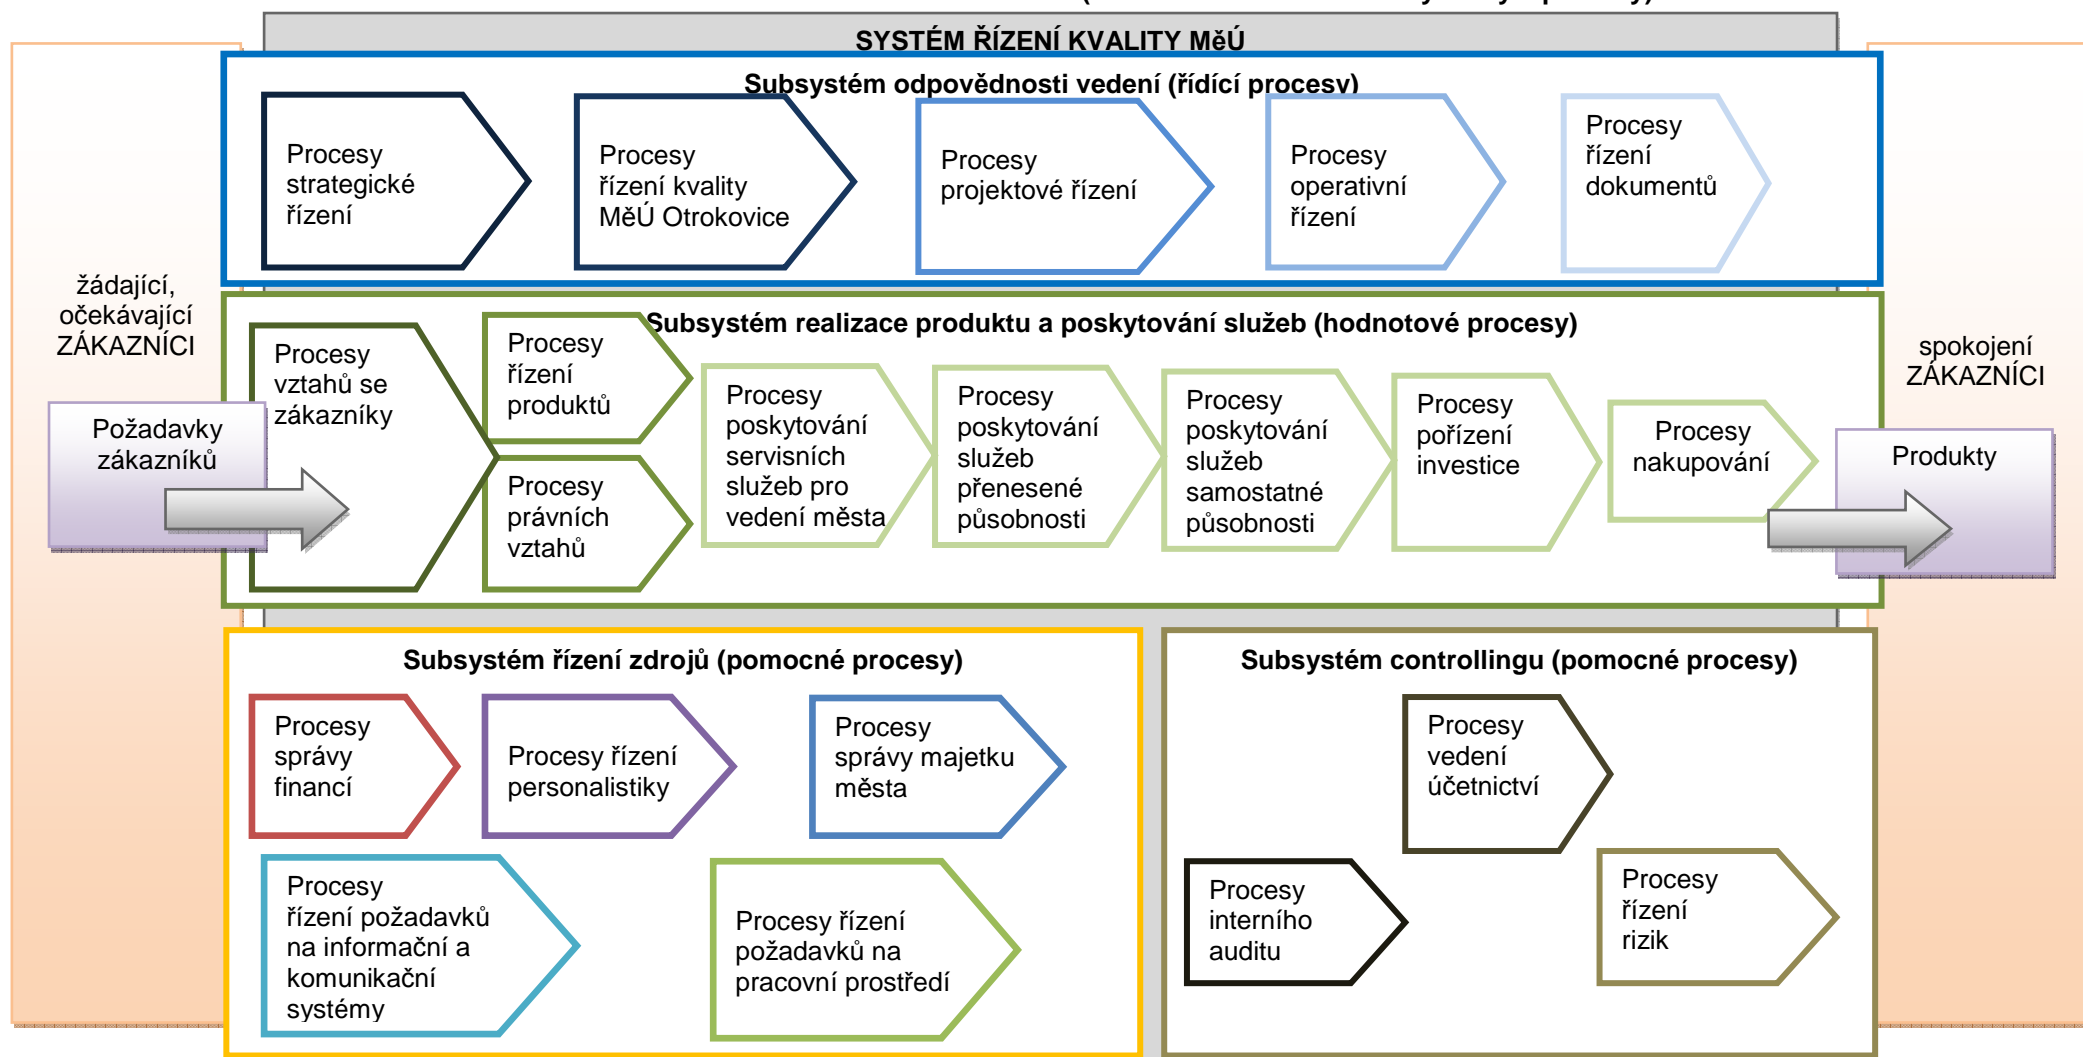 SYSTÉM ŘÍZENÍ KVALITY MěÚ
Subsystém odpovědnosti vedení (řídící procesy)
Procesy
strategické
řízení
Procesy
řízení kvality
MěÚ Otrokovice
Procesy
projektové řízení
Procesy
operativní
řízení
Procesy
řízení
dokumentů
žádající,
očekávající
ZÁKAZNÍCI
Požadavky
zákazníků
Subsystém realizace produktu a poskytování služeb (hodnotové procesy)
Procesy
vztahů se
zákazníky
Procesy
řízení
produktů
Procesy
právních
vztahů
Procesy
poskytování
servisních
služeb pro
vedení města
Procesy
poskytování
služeb
přenesené
působnosti
Procesy
poskytování
služeb
samostatné
působnosti
Procesy
pořízení
investice
Procesy
nakupování
spokojení
ZÁKAZNÍCI
Produkty
Subsystém řízení zdrojů (pomocné procesy)
Procesy
správy
financí
Procesy řízení
personalistiky
Procesy
správy majetku
města
Procesy
řízení požadavků
na informační a
komunikační
systémy
Procesy řízení
požadavků na
pracovní prostředí
Subsystém controllingu (pomocné procesy)
Procesy
vedení
účetnictví
Procesy
interního
auditu
Procesy
řízení
rizik